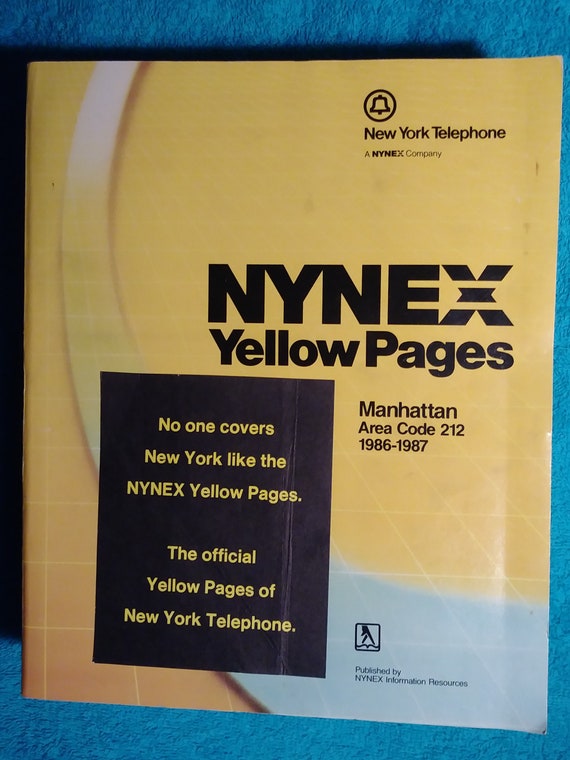 New York Telephone
A NYNEX Company
NYNEX
Yellow Pages
Manhattan
Area Code 212
1986-1987
No one covers
New York like the
NYNEX Yellow Pages.
The official
Yellow Pages of
New York Telephone.
Published by
NYNEX Information Resources